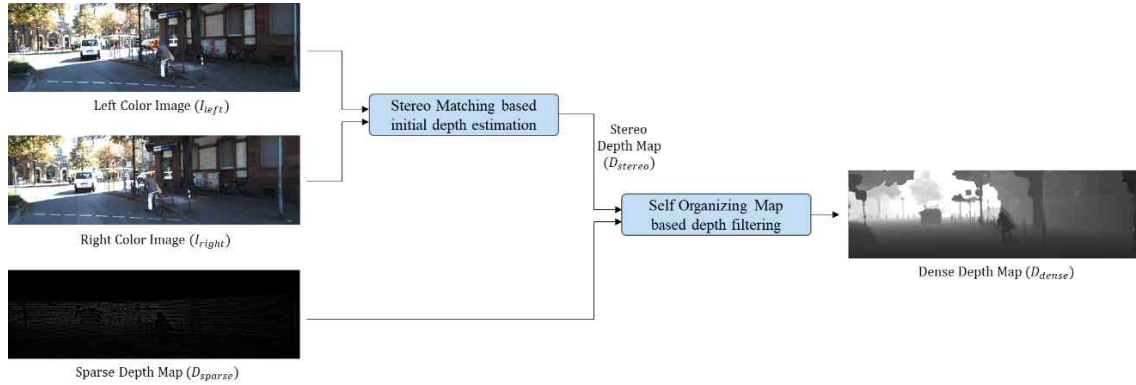 Left Color Image (I_left)
Stereo Matching based
initial depth estimation
Stereo
Depth Map
(D_stereo)
Right Color Image (I_right)
Self Organizing Map
based depth filtering
Dense Depth Map (D_dense)
Sparse Depth Map (D_sparse)